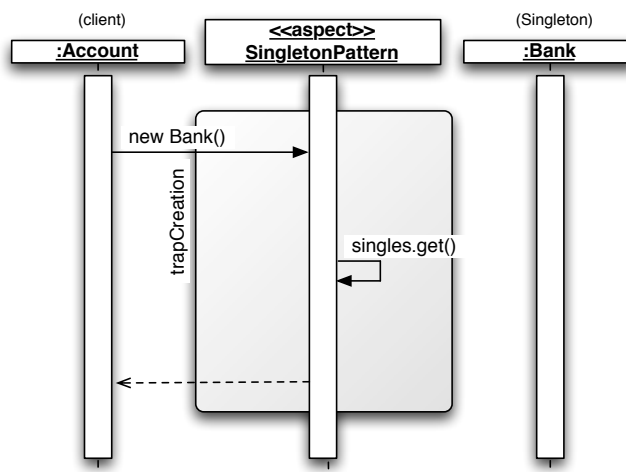 (client)
:Account
<<aspect>>
SingletonPattern
(Singleton)
:Bank
new Bank()
trapCreation
singles.get()